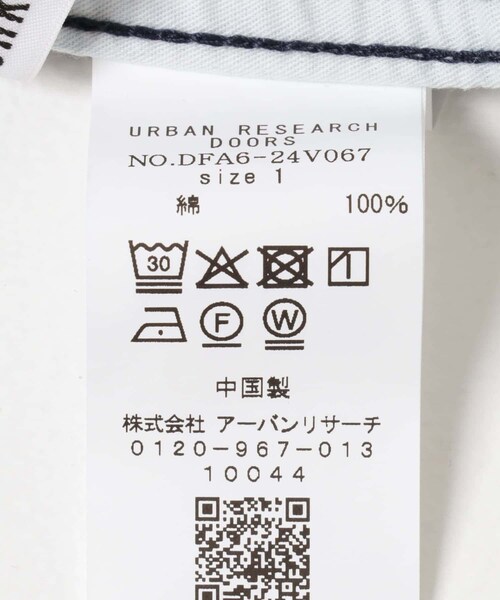 URBAN RESEARCH
DOORS
NO.DFA6-24V067
size 1
綿 100%
30
F W
中国製
株式会社 アーバンリサーチ
0120-967-013
10044